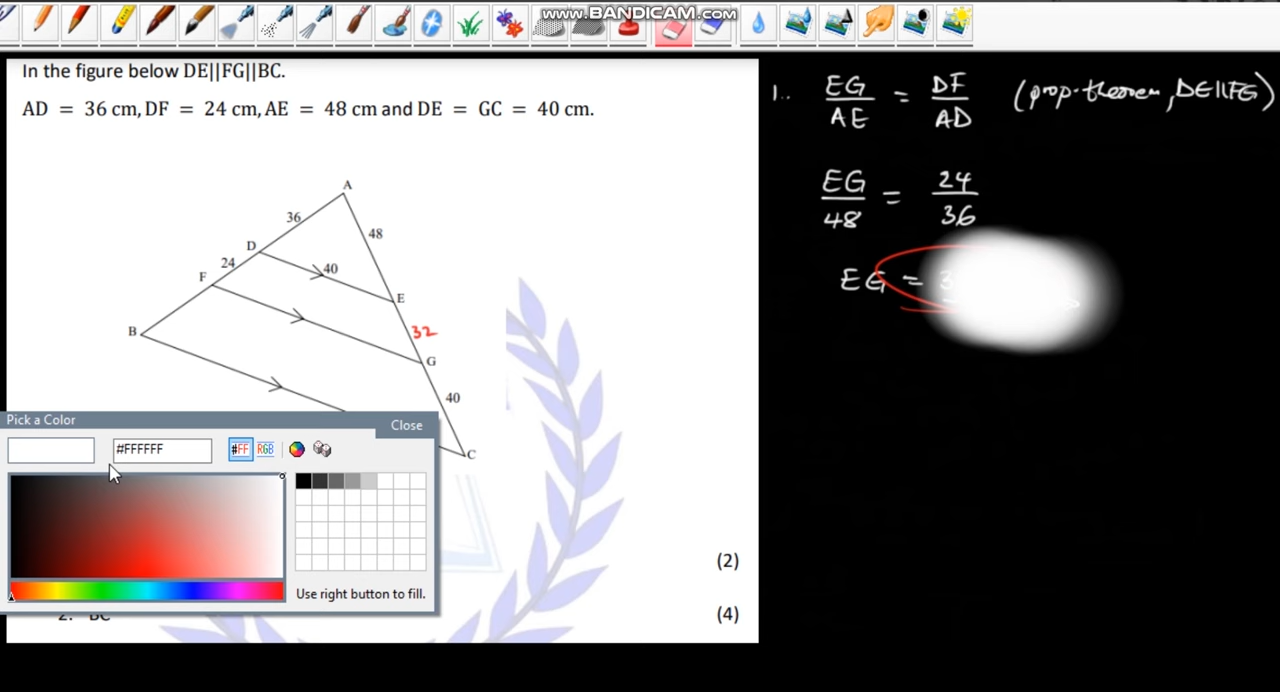 www.BANDICAM.com
In the figure below DE||FG||BC.
AD = 36 cm, DF = 24 cm, AE = 48 cm and DE = GC = 40 cm.
A
36
48
D
24
40
F
E
B
32
G
40
C
Pick a Color
Close
#FFFFFF
#FF
RGB
Use right button to fill.
(2)
2. BC
(4)
1.. EG/AE = DF/AD (prop-theorem, DE||FG)
EG/48 = 24/36
EG = 3